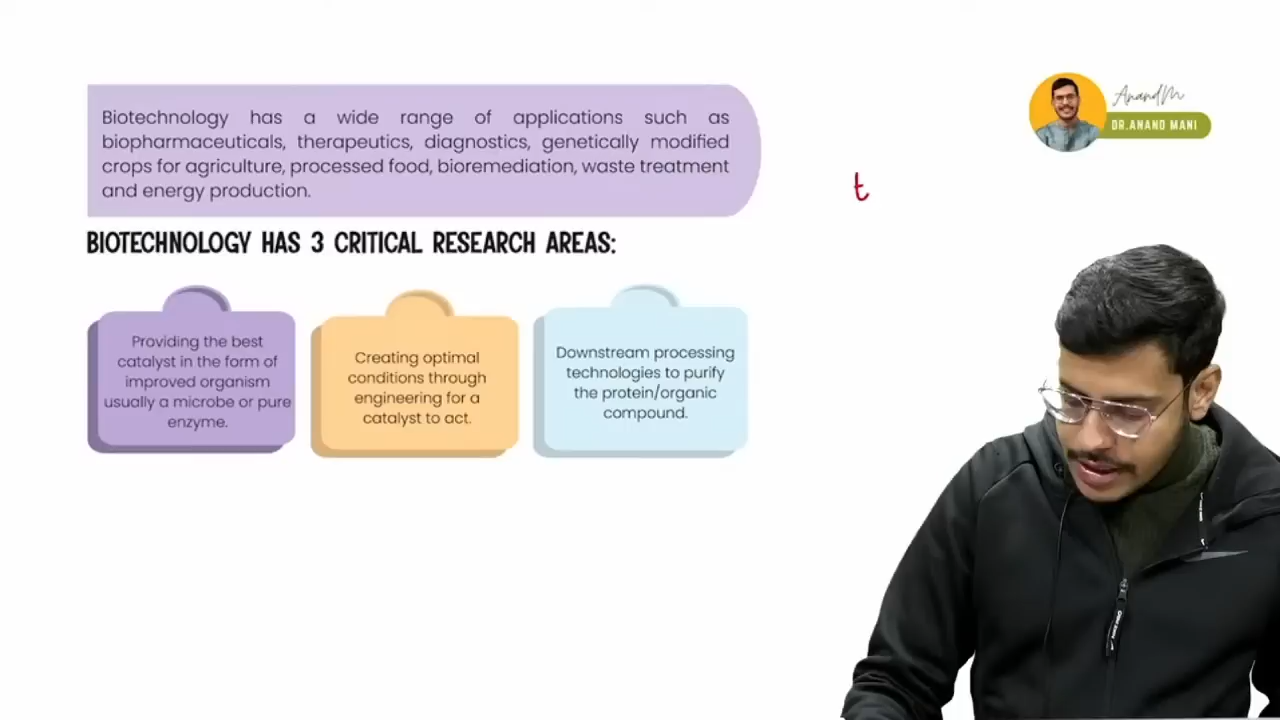 Biotechnology has a wide range of applications such as
biopharmaceuticals, therapeutics, diagnostics, genetically modified
crops for agriculture, processed food, bioremediation, waste treatment
and energy production.
AnandM
DR.ANAND MANI
t
BIOTECHNOLOGY HAS 3 CRITICAL RESEARCH AREAS:
Providing the best
catalyst in the form of
improved organism
usually a microbe or pure
enzyme.
Creating optimal
conditions through
engineering for a
catalyst to act.
Downstream processing
technologies to purify
the protein/organic
compound.